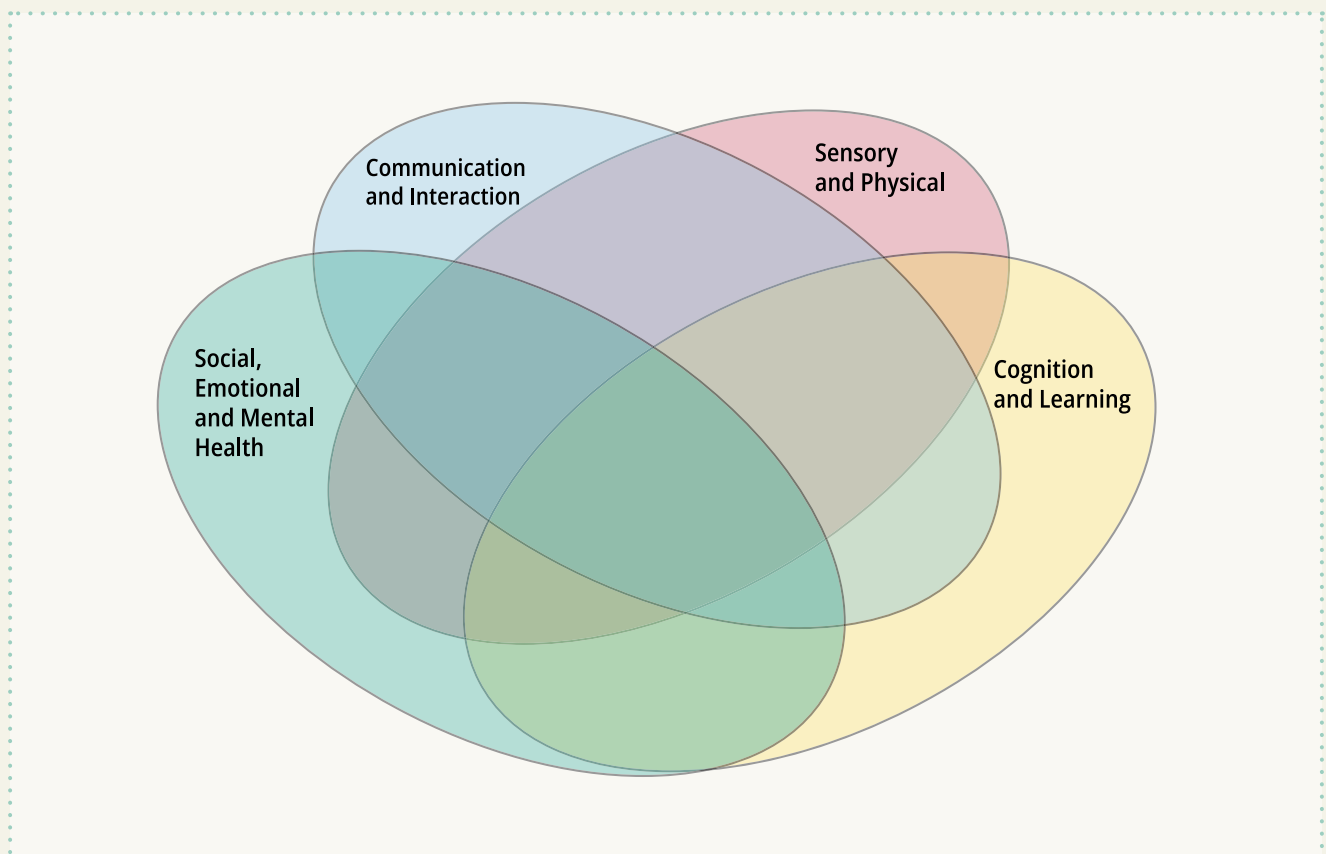 Communication
and Interaction
Sensory
and Physical
Social,
Emotional
and Mental
Health
Cognition
and Learning